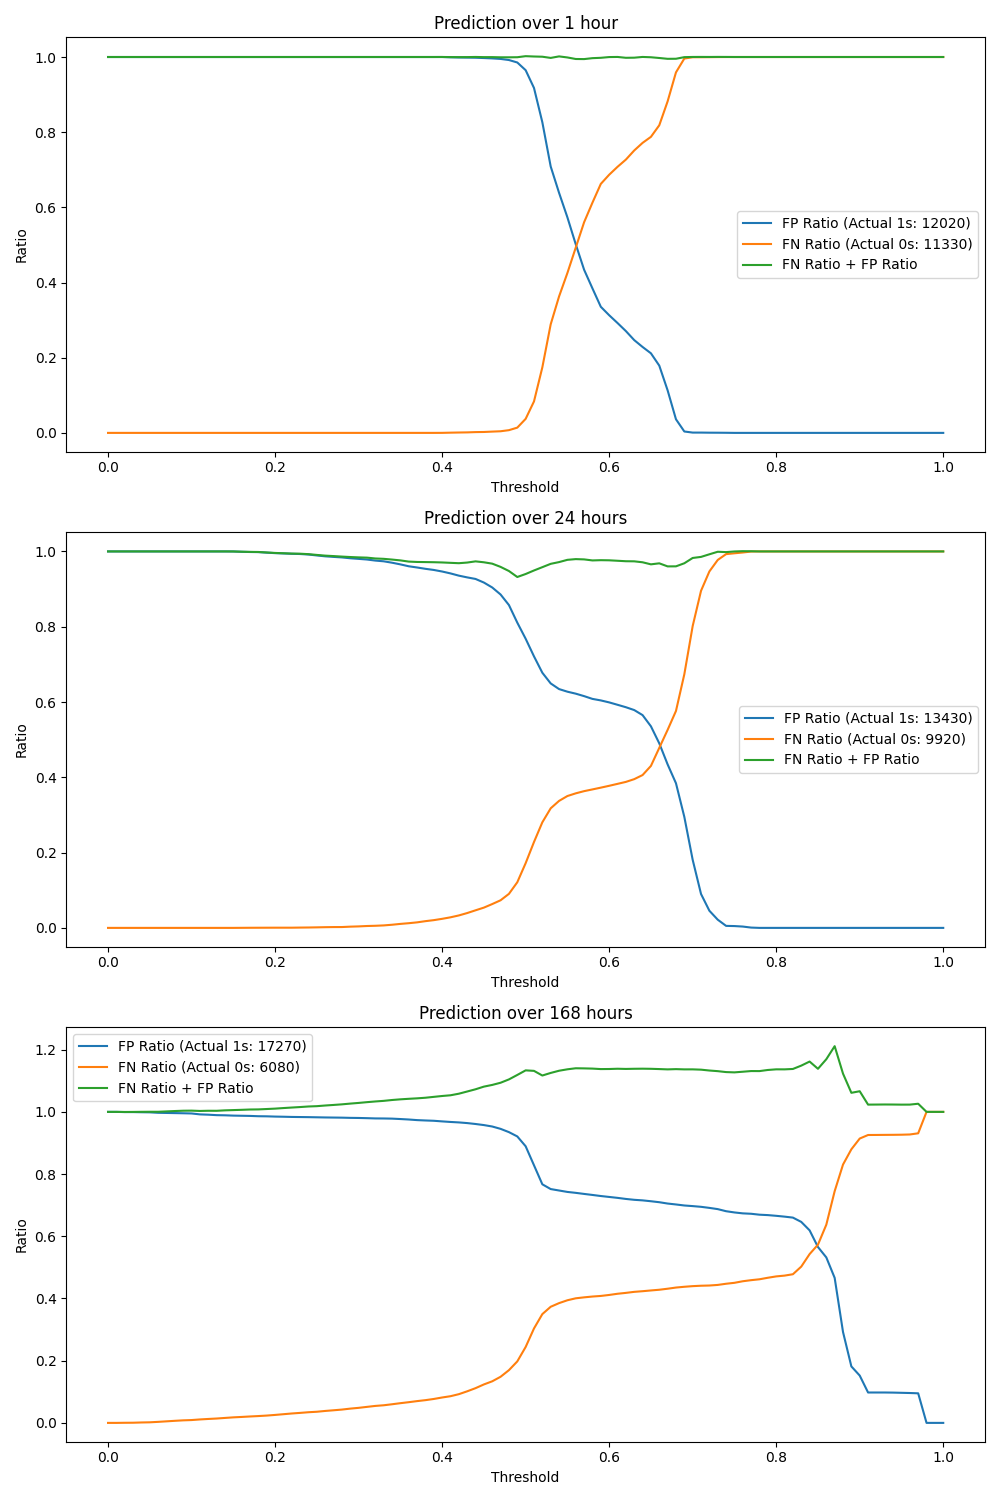 Prediction over 1 hour
1.0
0.8
0.6
0.4
0.2
0.0
Ratio
FP Ratio (Actual 1s: 12020)
FN Ratio (Actual 0s: 11330)
FN Ratio + FP Ratio
0.0 0.2 0.4 0.6 0.8 1.0
Threshold
Prediction over 24 hours
1.0
0.8
0.6
0.4
0.2
0.0
Ratio
FP Ratio (Actual 1s: 13430)
FN Ratio (Actual 0s: 9920)
FN Ratio + FP Ratio
0.0 0.2 0.4 0.6 0.8 1.0
Threshold
Prediction over 168 hours
1.2
1.0
0.8
0.6
0.4
0.2
0.0
Ratio
FP Ratio (Actual 1s: 17270)
FN Ratio (Actual 0s: 6080)
FN Ratio + FP Ratio
0.0 0.2 0.4 0.6 0.8 1.0
Threshold